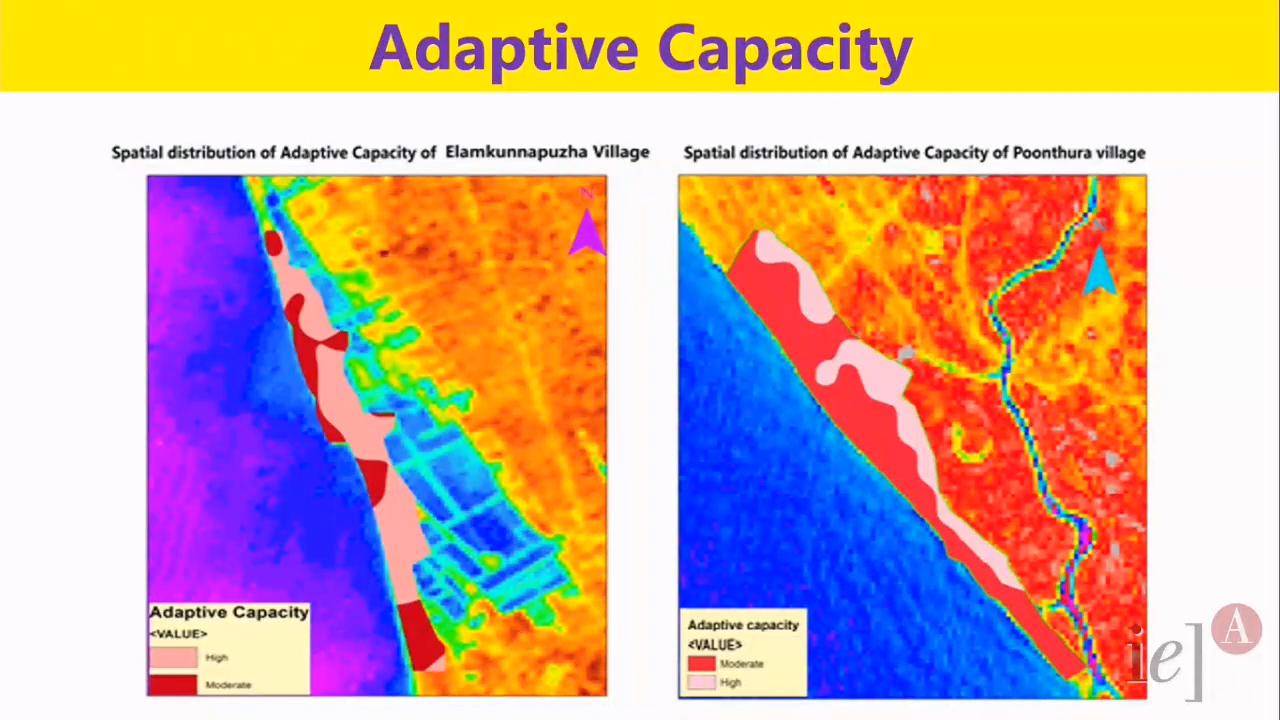 Adaptive Capacity
Spatial distribution of Adaptive Capacity of Elamkunnapuzha Village
Spatial distribution of Adaptive Capacity of Poonthura village
N
N
Adaptive Capacity
<VALUE>
High
Moderate
Adaptive capacity
<VALUE>
Moderate
High
ie] A